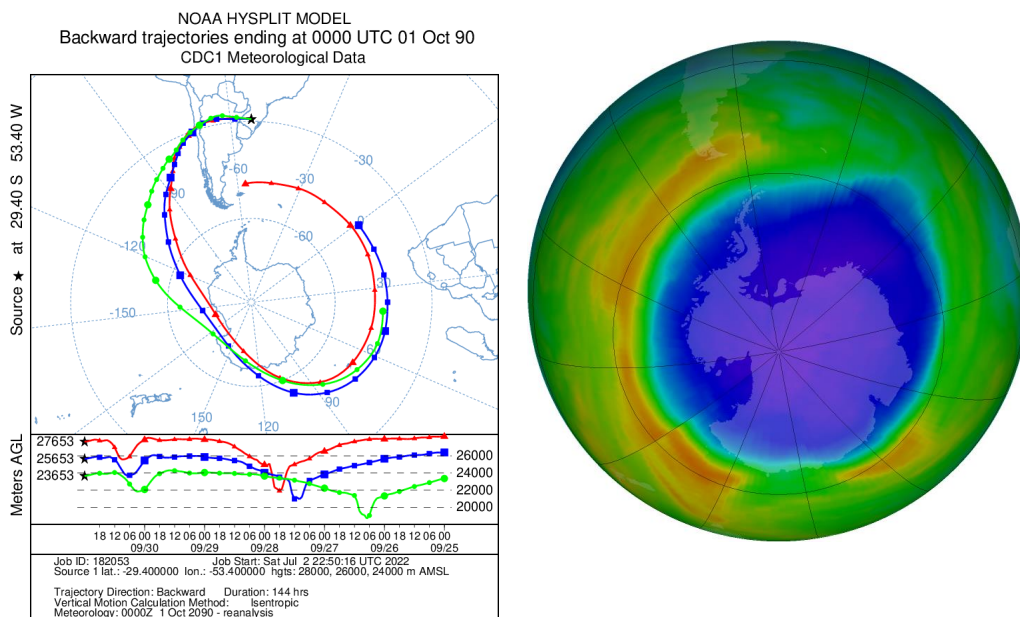 NOAA HYSPLIT MODEL
Backward trajectories ending at 0000 UTC 01 Oct 90
CDC1 Meteorological Data
Source ★ at 29.40 S 53.40 W
-30
-60
-30
-90
0
-60
-120
30
-150
60
90
150
120
Meters AGL
27653
25653
23653
26000
24000
22000
20000
18 12 06 00 18 12 06 00 18 12 06 00 18 12 06 00 18 12 06 00 18 12 06 00
09/30 09/29 09/28 09/27 09/26 09/25
Job ID: 182053 Job Start: Sat Jul 2 22:50:16 UTC 2022
Source 1 lat.: -29.400000 lon.: -53.400000 hgts: 28000, 26000, 24000 m AMSL
Trajectory Direction: Backward Duration: 144 hrs
Vertical Motion Calculation Method: Isentropic
Meteorology: 0000Z 1 Oct 2090 - reanalysis